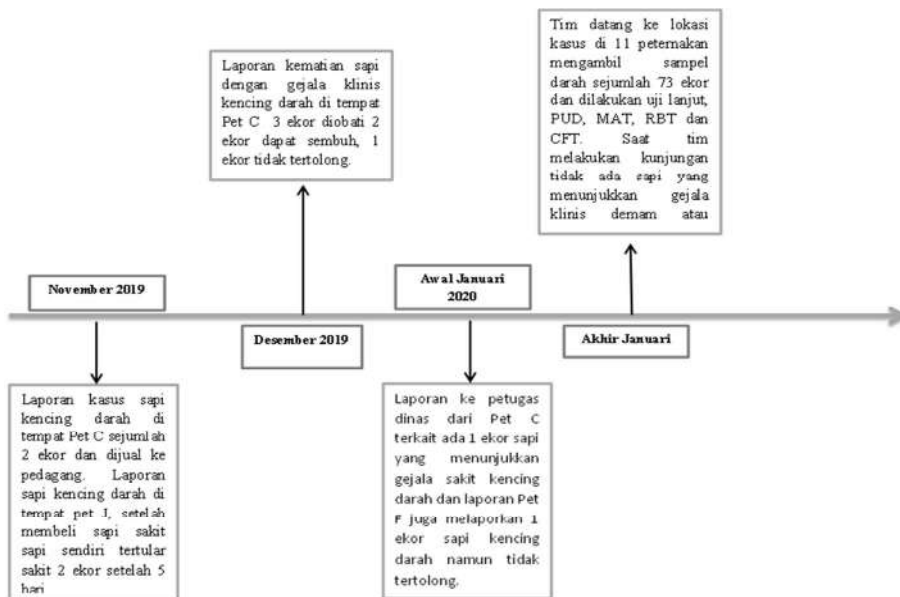 Laporan kematian sapi
dengan gejala klinis
kencing darah di tempat
Pet C 3 ekor diobati 2
ekor dapat sembuh, 1
ekor tidak tertolong.
Tim datang ke lokasi
kasus di 11 peternakan
mengambil sampel
darah sejumlah 73 ekor
dan dilakukan uji lanjut,
PUD, MAT, RBT dan
CFT. Saat tim
melakukan kunjungan
tidak ada sapi yang
menunjukkan gejala
klinis demam atau
November 2019
Awal Januari
2020
Desember 2019
Akhir Januari
Laporan kasus sapi
kencing darah di
tempat Pet C sejumlah
2 ekor dan dijual ke
pedagang. Laporan
sapi kencing darah di
tempat pet J, setelah
membeli sapi sakit
sapi sendiri tertular
sakit 2 ekor setelah 5
hari
Laporan ke petugas
dinas dari Pet C
terkait ada 1 ekor sapi
yang menunjukkan
gejala sakit kencing
darah dan laporan Pet
F juga melaporkan 1
ekor sapi kencing
darah namun tidak
tertolong.